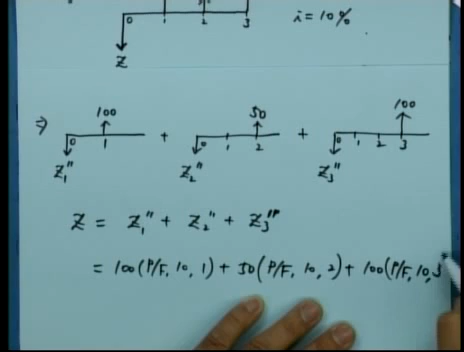 0 1 2 3
i = 10%
Z
⇒ 100 + 50 + 100
0 1 0 1 2 0 1 2 3
Z₁'' Z₂'' Z₃''
Z = Z₁'' + Z₂'' + Z₃''
= 100(P/F, 10, 1) + 50(P/F, 10, 2) + 100(P/F, 10, 3